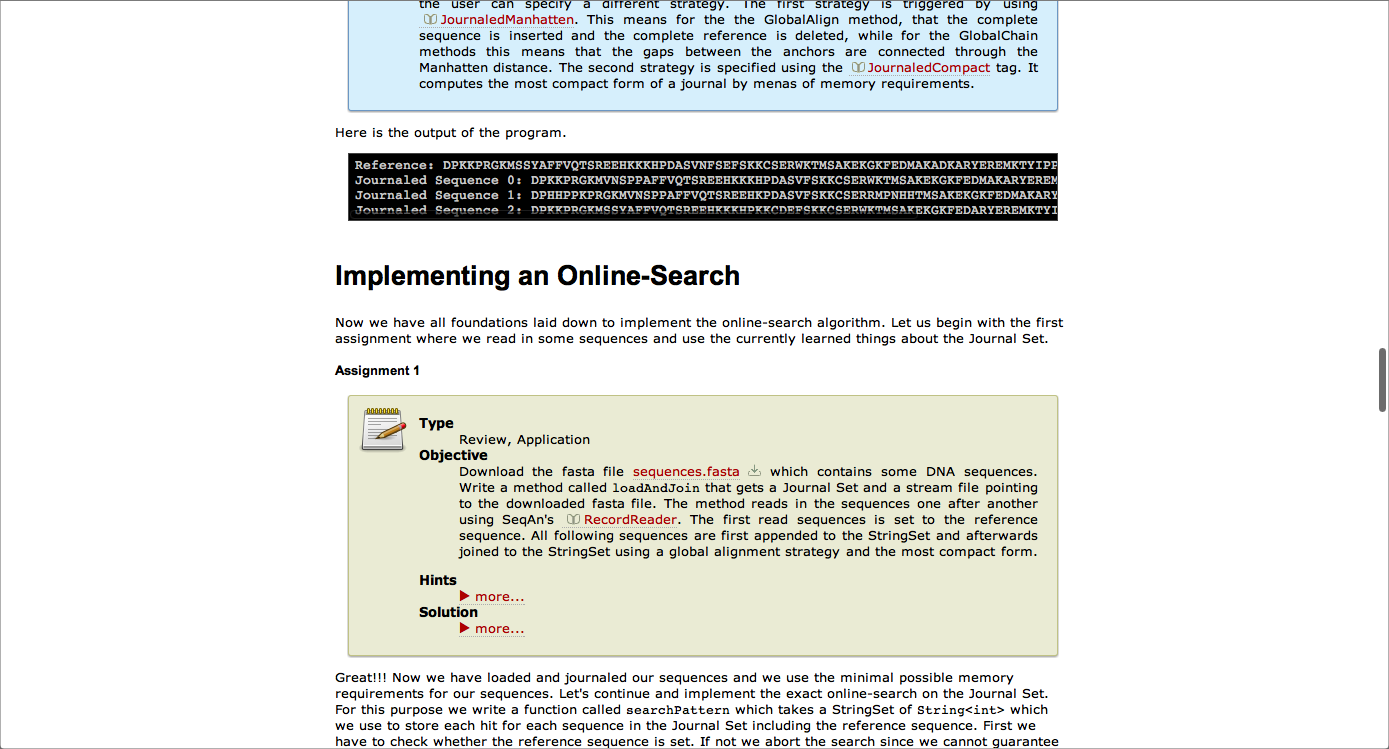 the user can specify a different strategy. The first strategy is triggered by using
JournaledManhatten. This means for the the GlobalAlign method, that the complete
sequence is inserted and the complete reference is deleted, while for the GlobalChain
methods this means that the gaps between the anchors are connected through the
Manhatten distance. The second strategy is specified using the JournaledCompact tag. It
computes the most compact form of a journal by menas of memory requirements.
Here is the output of the program.
Reference: DPKKPRGKMSSYAFFVQTSREEHKKKHPDASVNFSEFSKKCSERWKTMSAKEKGKFEDMAKADKARYEREMKTYIPP
Journaled Sequence 0: DPKKPRGKMVNSPPAFFVQTSREEHKKKHPDASVFSKKCSERWKTMSAKEKGKFEDMAKARYEREM
Journaled Sequence 1: DPHHPPKPRGKMVNSPPAFFVQTSREEHKPDASVFSKKCSERRMPNHHTMSAKEKGKFEDMAKARY
Journaled Sequence 2: DPKKPRGKMSSYAFFVQTSREEHKKKHPKKCDEFSKKCSERWKTMSAKEKGKFEDARYEREMKTYI
Implementing an Online-Search
Now we have all foundations laid down to implement the online-search algorithm. Let us begin with the first
assignment where we read in some sequences and use the currently learned things about the Journal Set.
Assignment 1
Type
Review, Application
Objective
Download the fasta file sequences.fasta which contains some DNA sequences.
Write a method called loadAndJoin that gets a Journal Set and a stream file pointing
to the downloaded fasta file. The method reads in the sequences one after another
using SeqAn's RecordReader. The first read sequences is set to the reference
sequence. All following sequences are first appended to the StringSet and afterwards
joined to the StringSet using a global alignment strategy and the most compact form.
Hints
more...
Solution
more...
Great!!! Now we have loaded and journaled our sequences and we use the minimal possible memory
requirements for our sequences. Let's continue and implement the exact online-search on the Journal Set.
For this purpose we write a function called searchPattern which takes a StringSet of String<int> which
we use to store each hit for each sequence in the Journal Set including the reference sequence. First we
have to check whether the reference sequence is set. If not we abort the search since we cannot guarantee